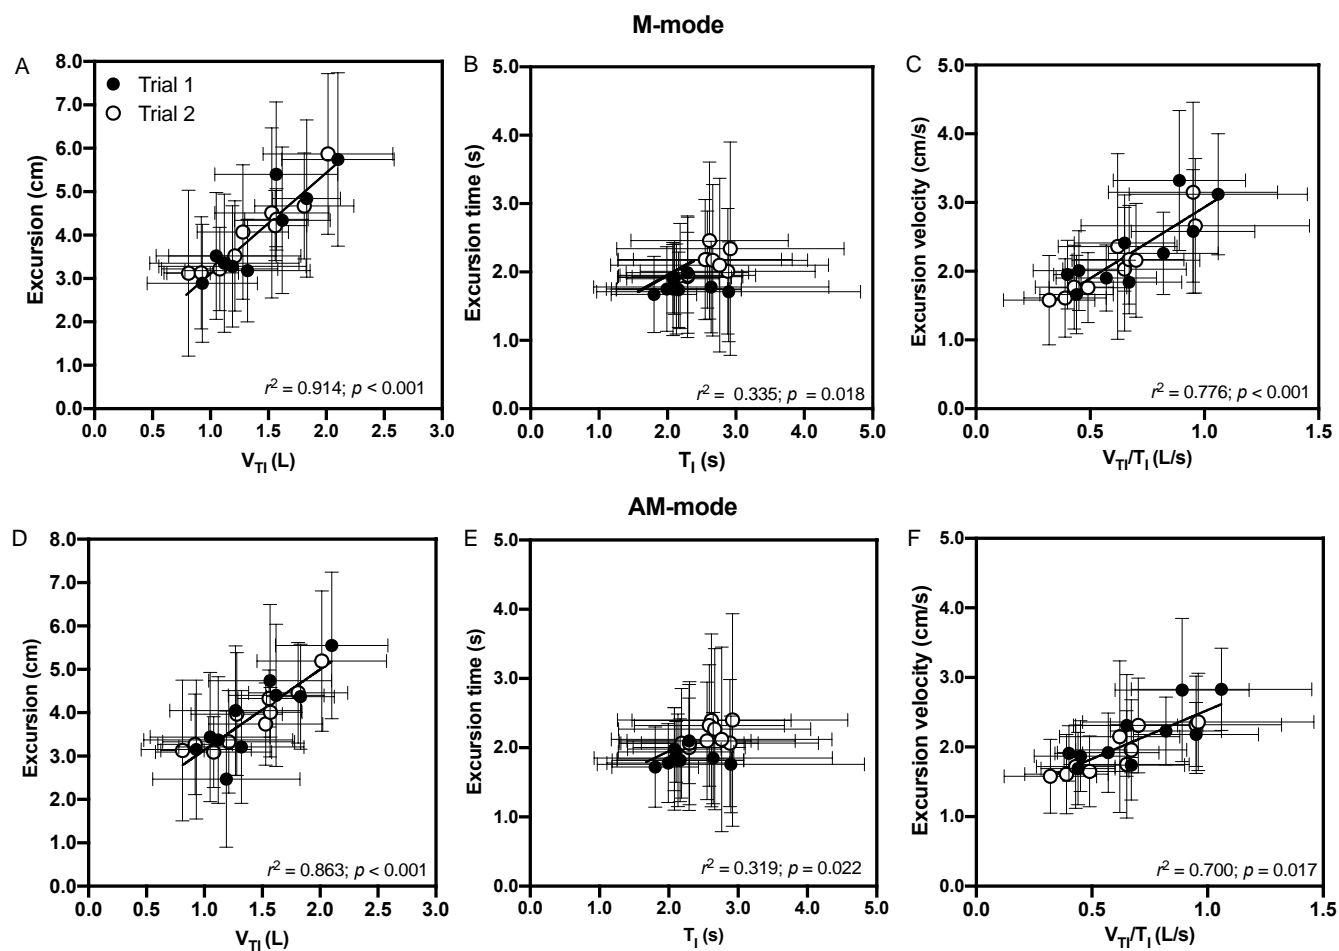 M-mode
A
8.0
7.0
6.0
5.0
4.0
3.0
2.0
1.0
0.0
Excursion (cm)
Trial 1
Trial 2
r² = 0.914; p < 0.001
0.0 0.5 1.0 1.5 2.0 2.5 3.0
V_TI (L)
B
5.0
4.0
3.0
2.0
1.0
0.0
Excursion time (s)
r² = 0.335; p = 0.018
0.0 1.0 2.0 3.0 4.0 5.0
T_I (s)
C
5.0
4.0
3.0
2.0
1.0
0.0
Excursion velocity (cm/s)
r² = 0.776; p < 0.001
0.0 0.5 1.0 1.5
V_TI/T_I (L/s)
AM-mode
D
8.0
7.0
6.0
5.0
4.0
3.0
2.0
1.0
0.0
Excursion (cm)
r² = 0.863; p < 0.001
0.0 0.5 1.0 1.5 2.0 2.5 3.0
V_TI (L)
E
5.0
4.0
3.0
2.0
1.0
0.0
Excursion time (s)
r² = 0.319; p = 0.022
0.0 1.0 2.0 3.0 4.0 5.0
T_I (s)
F
5.0
4.0
3.0
2.0
1.0
0.0
Excursion velocity (cm/s)
r² = 0.700; p = 0.017
0.0 0.5 1.0 1.5
V_TI/T_I (L/s)